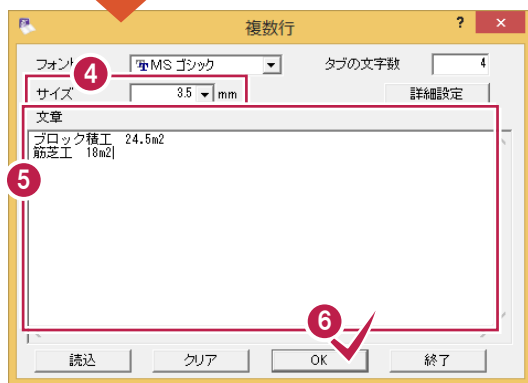 複数行 ? ×
フォント MS ゴシック タブの文字数 4
4
サイズ 3.5 mm 詳細設定
文章
ブロック積工 24.5m2
筋芝工 18m2
5
6
読込 クリア OK 終了